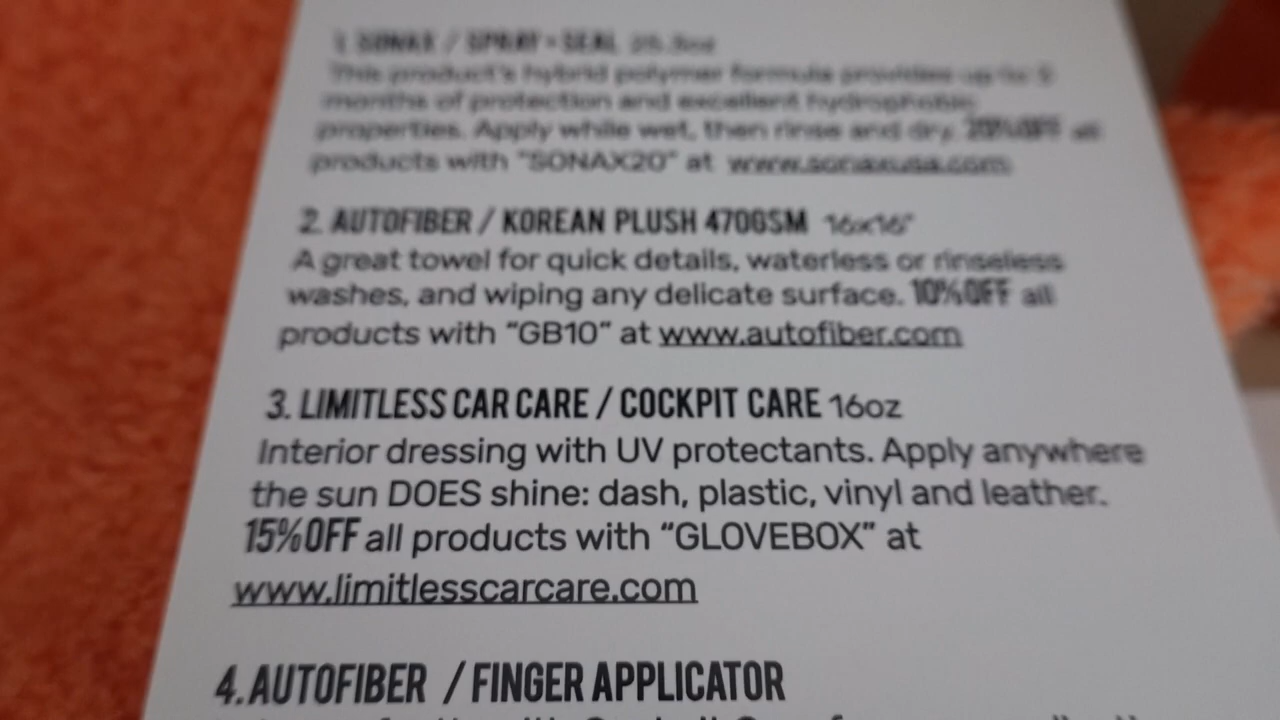 1. SONAX / SPRAY + SEAL 25.3oz
This product's hybrid polymer formula provides up to 5
months of protection and excellent hydrophobic
properties. Apply while wet, then rinse and dry. 20%OFF all
products with "SONAX20" at www.sonaxusa.com
2. AUTOFIBER / KOREAN PLUSH 470GSM 16x16"
A great towel for quick details, waterless or rinseless
washes, and wiping any delicate surface. 10%OFF all
products with "GB10" at www.autofiber.com
3. LIMITLESS CAR CARE / COCKPIT CARE 16oz
Interior dressing with UV protectants. Apply anywhere
the sun DOES shine: dash, plastic, vinyl and leather.
15%OFF all products with "GLOVEBOX" at
www.limitlesscarcare.com
4. AUTOFIBER / FINGER APPLICATOR